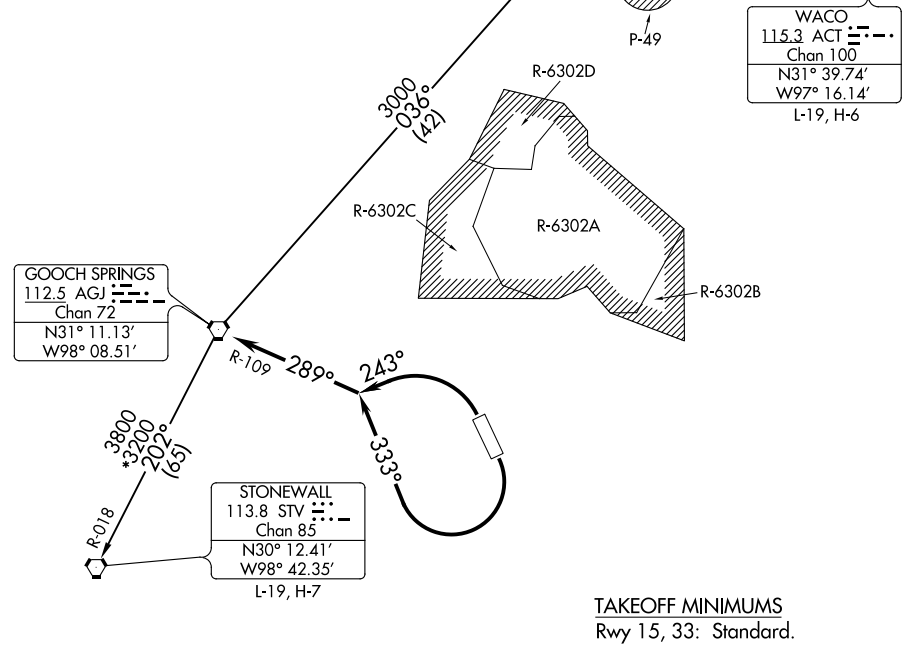 P-49
WACO
115.3 ACT
Chan 100
N31° 39.74’
W97° 16.14’
L-19, H-6
R-6302D
3000
036°
(42)
R-6302C
R-6302A
R-6302B
GOOCH SPRINGS
112.5 AGJ
Chan 72
N31° 11.13’
W98° 08.51’
R-109
289°
243°
333°
3800
*3200
202°
(65)
R-018
STONEWALL
113.8 STV
Chan 85
N30° 12.41’
W98° 42.35’
L-19, H-7
TAKEOFF MINIMUMS
Rwy 15, 33: Standard.